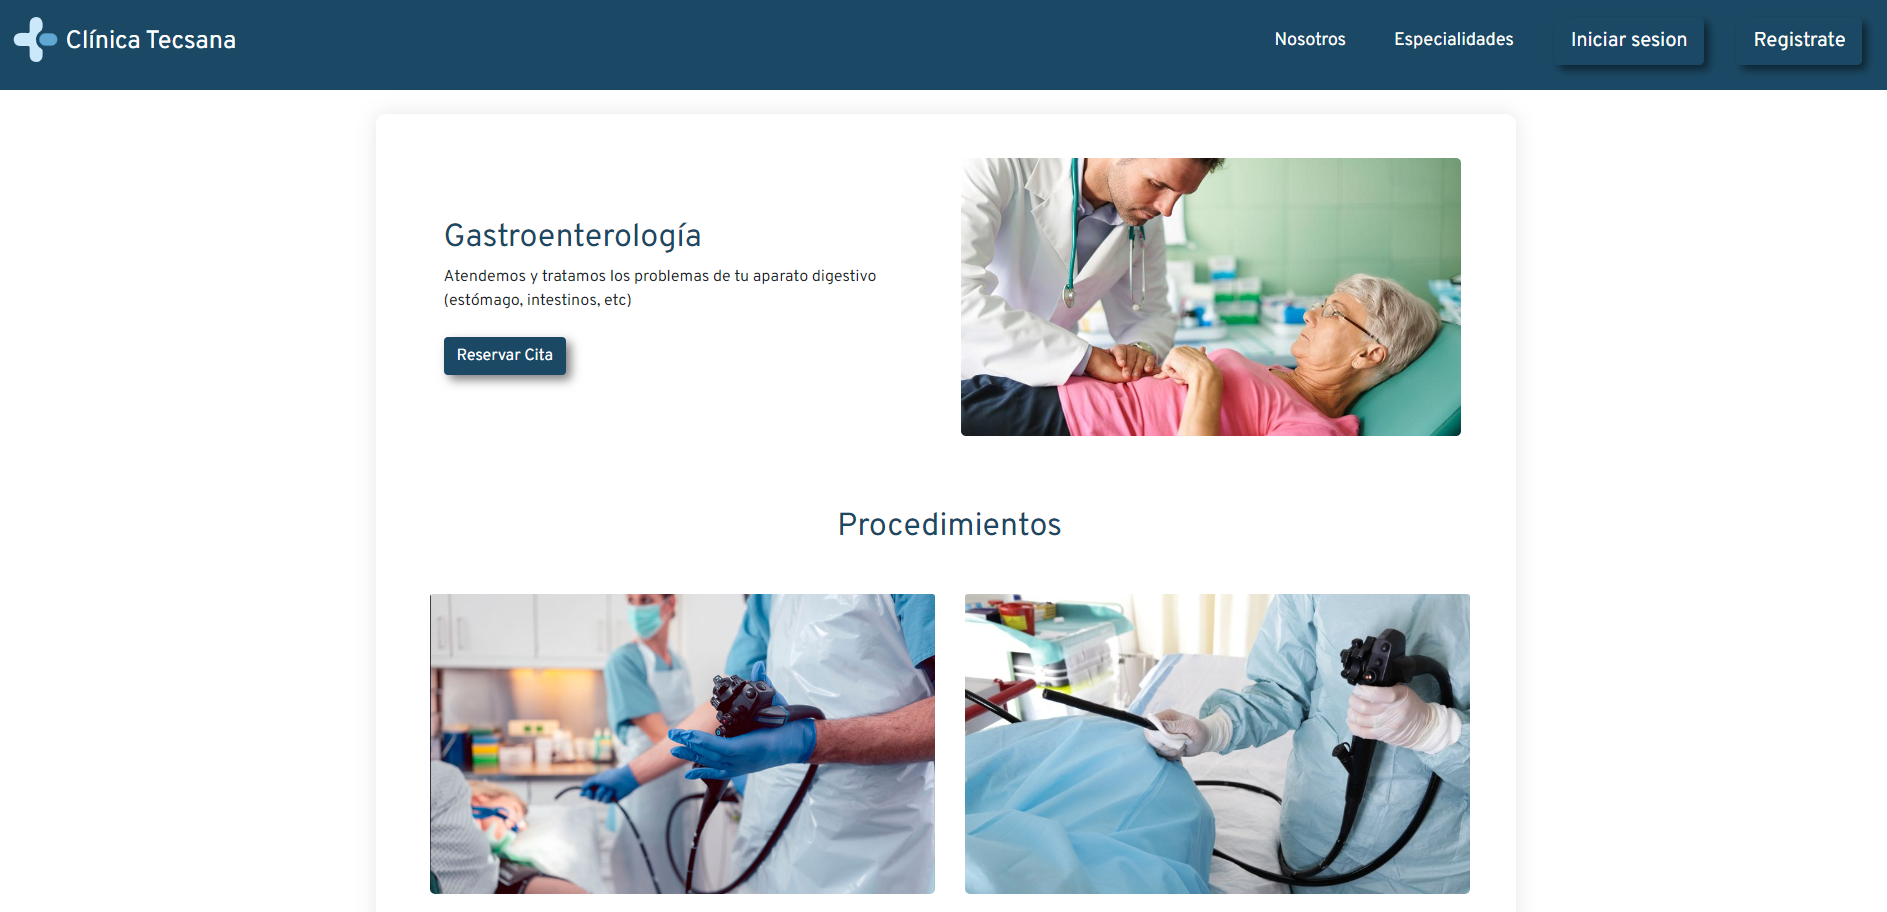 Clínica Tecsana
Nosotros
Especialidades
Iniciar sesion
Registrate
Gastroenterología
Atendemos y tratamos los problemas de tu aparato digestivo
(estómago, intestinos, etc)
Reservar Cita
Procedimientos